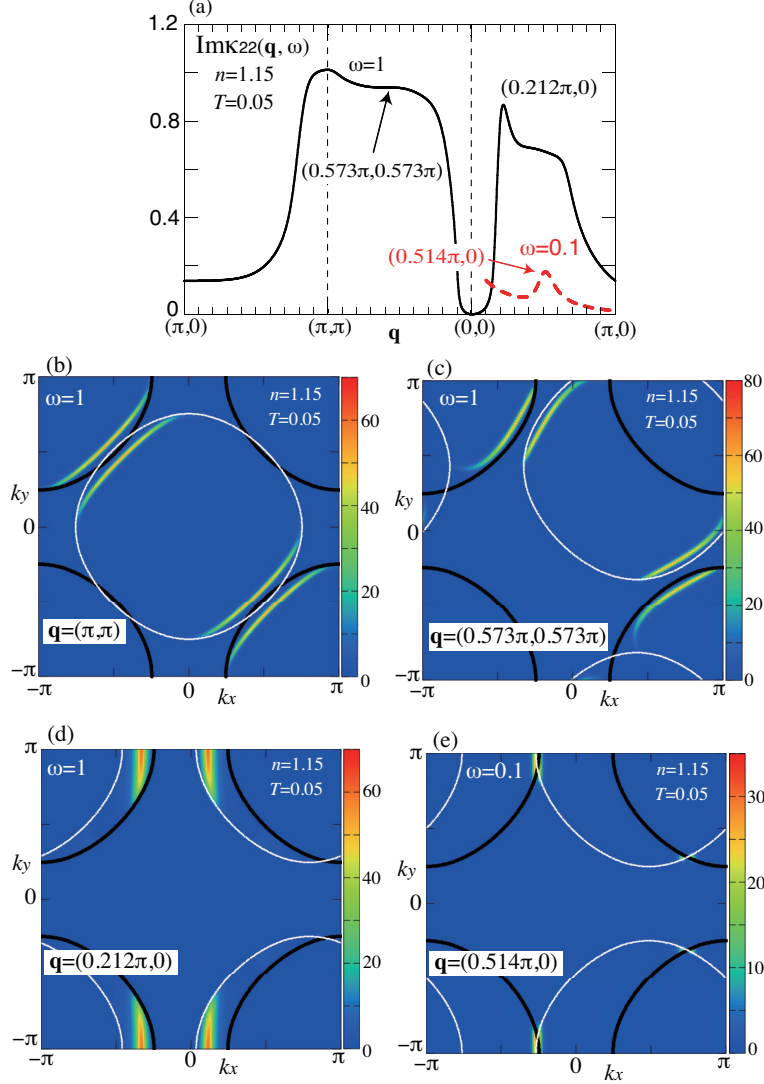 (a)
1.2
0.8
0.4
0
Imκ22(q, ω)
n=1.15
T=0.05
ω=1
(0.573π,0.573π)
(0.212π,0)
(0.514π,0)
ω=0.1
(π,0)
(π,π)
q
(0,0)
(π,0)
(b)
ω=1
n=1.15
T=0.05
q=(π,π)
π
ky
0
−π
−π
0
kx
π
60
40
20
0
(c)
ω=1
n=1.15
T=0.05
q=(0.573π,0.573π)
π
ky
0
−π
−π
0
kx
π
80
60
40
20
0
(d)
ω=1
n=1.15
T=0.05
q=(0.212π,0)
π
ky
0
−π
−π
0
kx
π
60
40
20
0
(e)
ω=0.1
n=1.15
T=0.05
q=(0.514π,0)
π
ky
0
−π
−π
0
kx
π
30
20
10
0